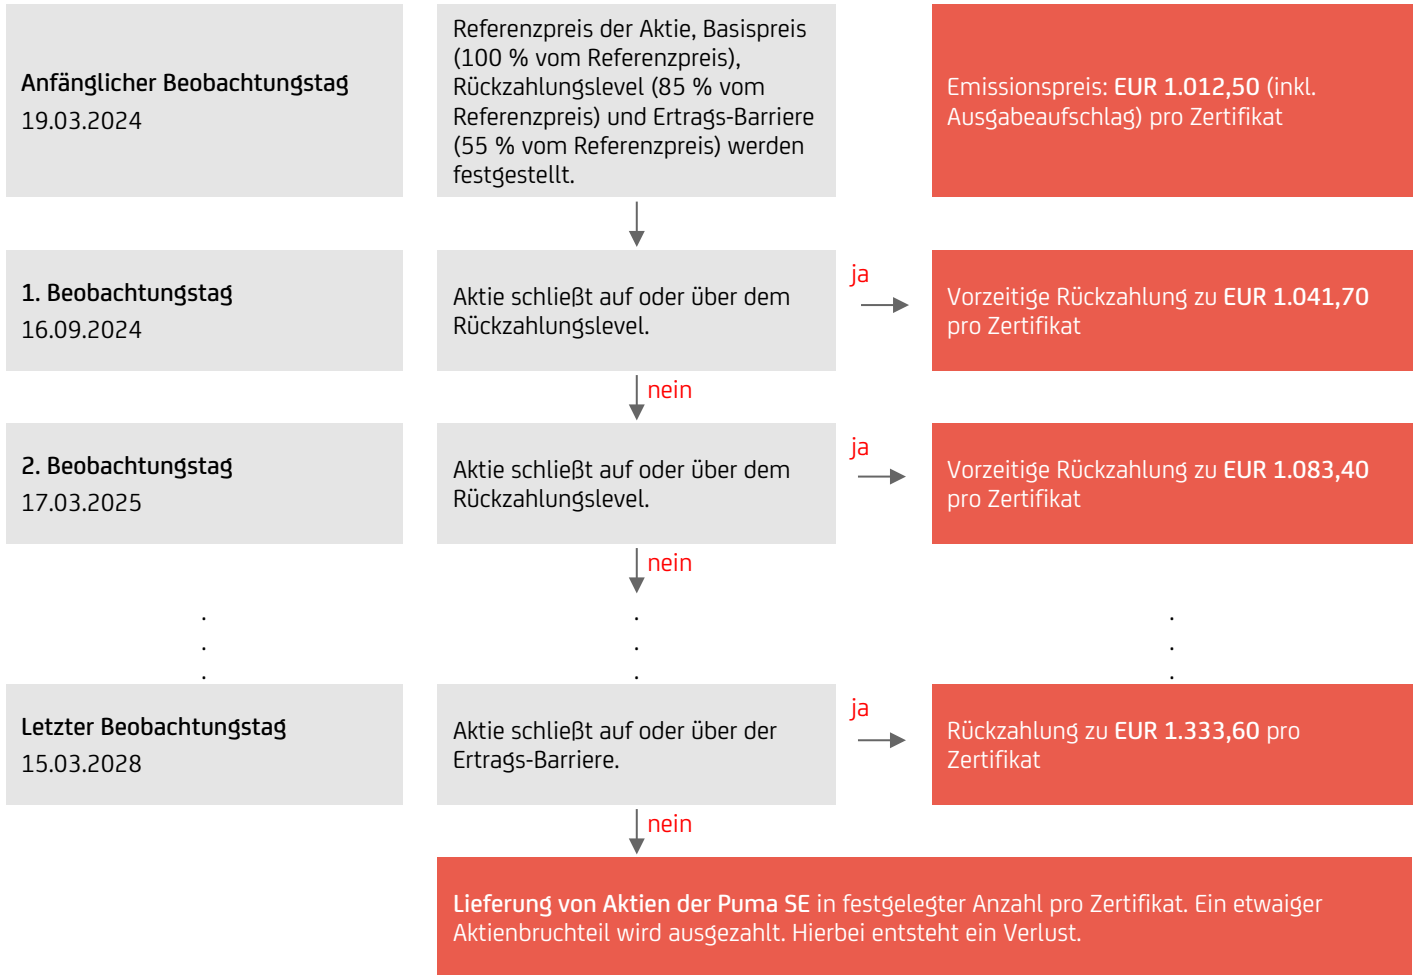 Anfänglicher Beobachtungstag
19.03.2024
Referenzpreis der Aktie, Basispreis
(100 % vom Referenzpreis),
Rückzahlungslevel (85 % vom
Referenzpreis) und Ertrags-Barriere
(55 % vom Referenzpreis) werden
festgestellt.
Emissionspreis: EUR 1.012,50 (inkl.
Ausgabeaufschlag) pro Zertifikat
1. Beobachtungstag
16.09.2024
Aktie schließt auf oder über dem
Rückzahlungslevel.
ja
Vorzeitige Rückzahlung zu EUR 1.041,70
pro Zertifikat
nein
2. Beobachtungstag
17.03.2025
Aktie schließt auf oder über dem
Rückzahlungslevel.
ja
Vorzeitige Rückzahlung zu EUR 1.083,40
pro Zertifikat
nein
. . .
. . .
. . .
Letzter Beobachtungstag
15.03.2028
Aktie schließt auf oder über der
Ertrags-Barriere.
ja
Rückzahlung zu EUR 1.333,60 pro
Zertifikat
nein
Lieferung von Aktien der Puma SE in festgelegter Anzahl pro Zertifikat. Ein etwaiger
Aktienbruchteil wird ausgezahlt. Hierbei entsteht ein Verlust.